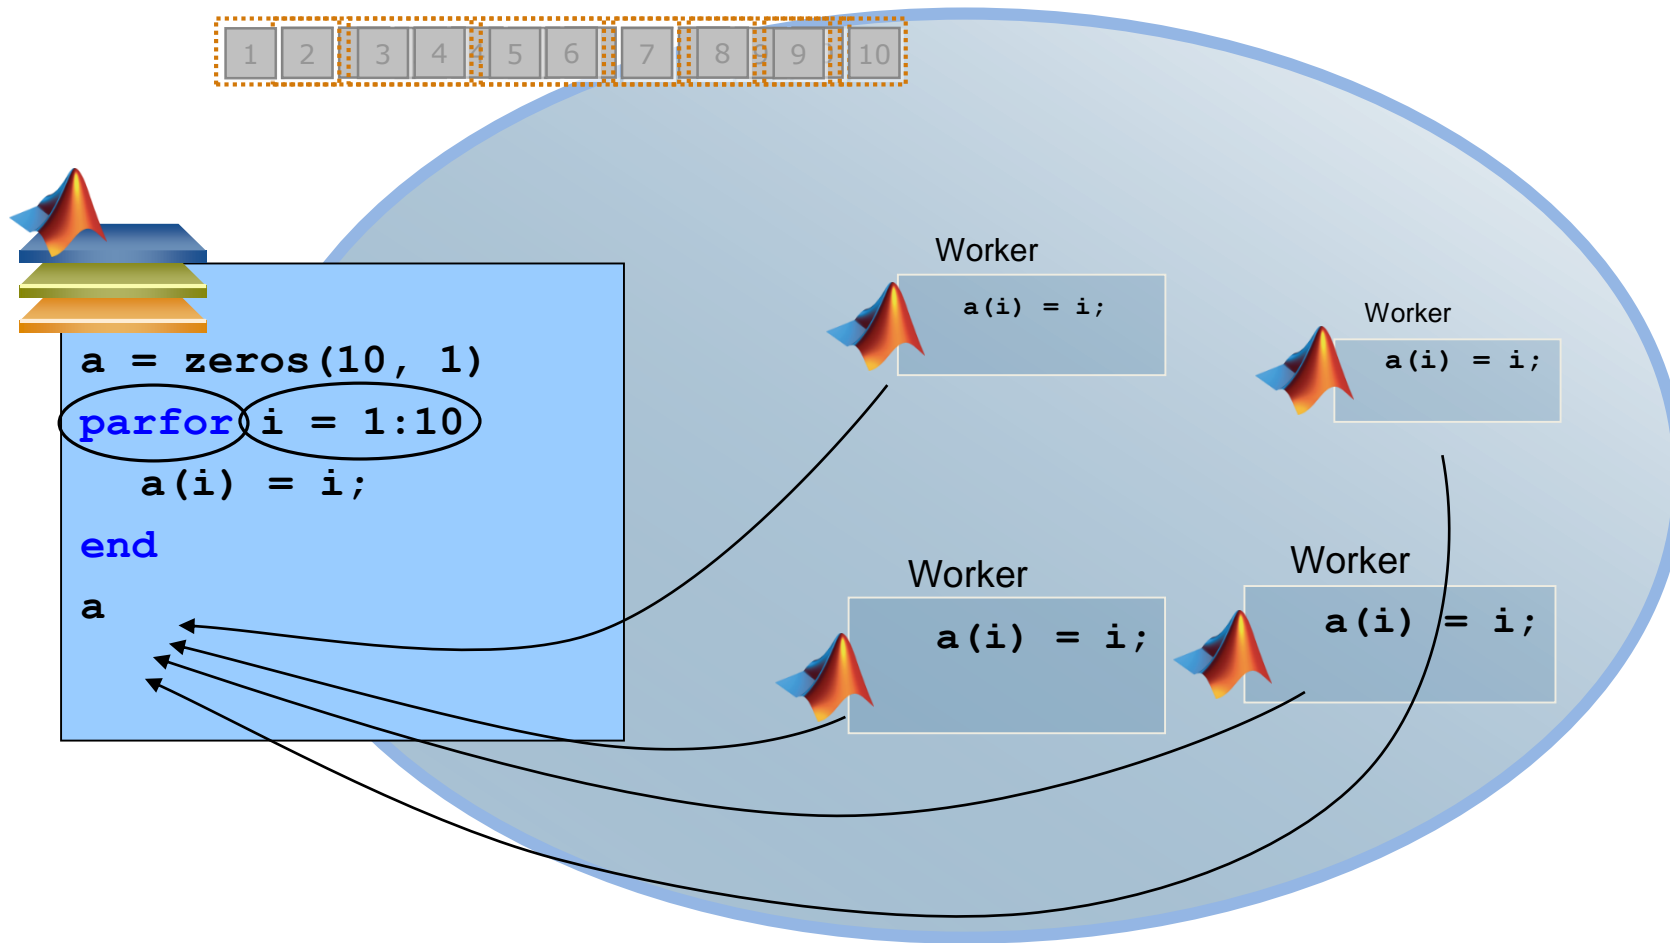 1 2 3 4 5 6 7 8 9 10
a = zeros(10, 1)
parfor i = 1:10
a(i) = i;
end
a
Worker
a(i) = i;
Worker
a(i) = i;
Worker
a(i) = i;
Worker
a(i) = i;